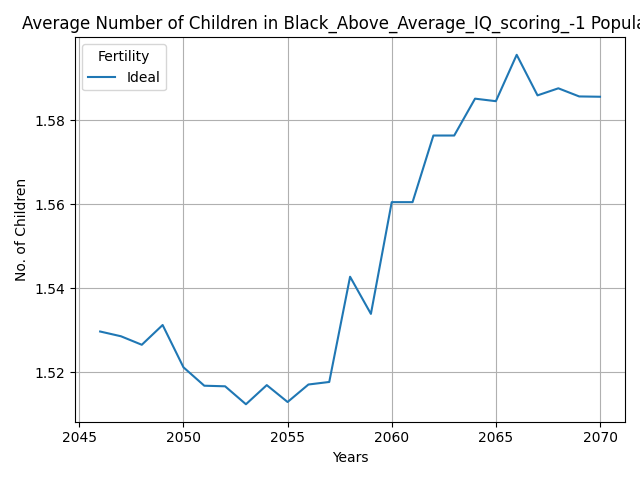 Average Number of Children in Black_Above_Average_IQ_scoring_-1 Popula
Fertility
Ideal
1.58
1.56
1.54
1.52
No. of Children
2045 2050 2055 2060 2065 2070
Years